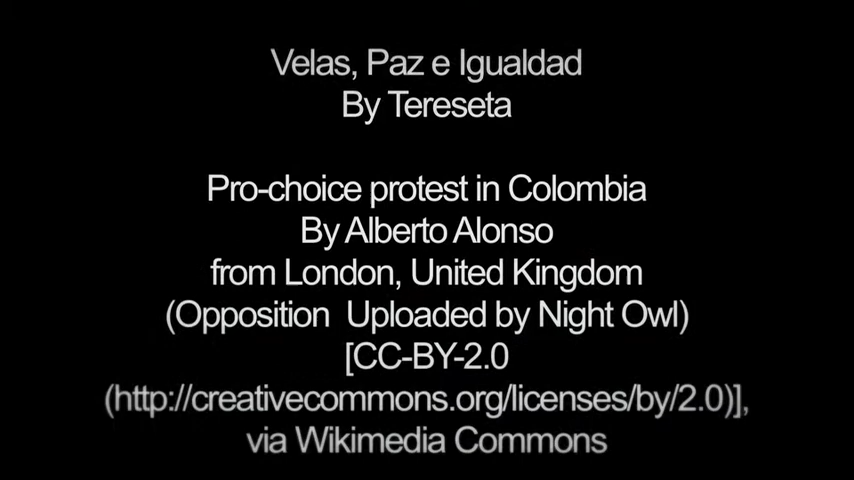 Velas, Paz e Igualdad
By Tereseta
Pro-choice protest in Colombia
By Alberto Alonso
from London, United Kingdom
(Opposition  Uploaded by Night Owl)
[CC-BY-2.0
(http://creativecommons.org/licenses/by/2.0)],
via Wikimedia Commons